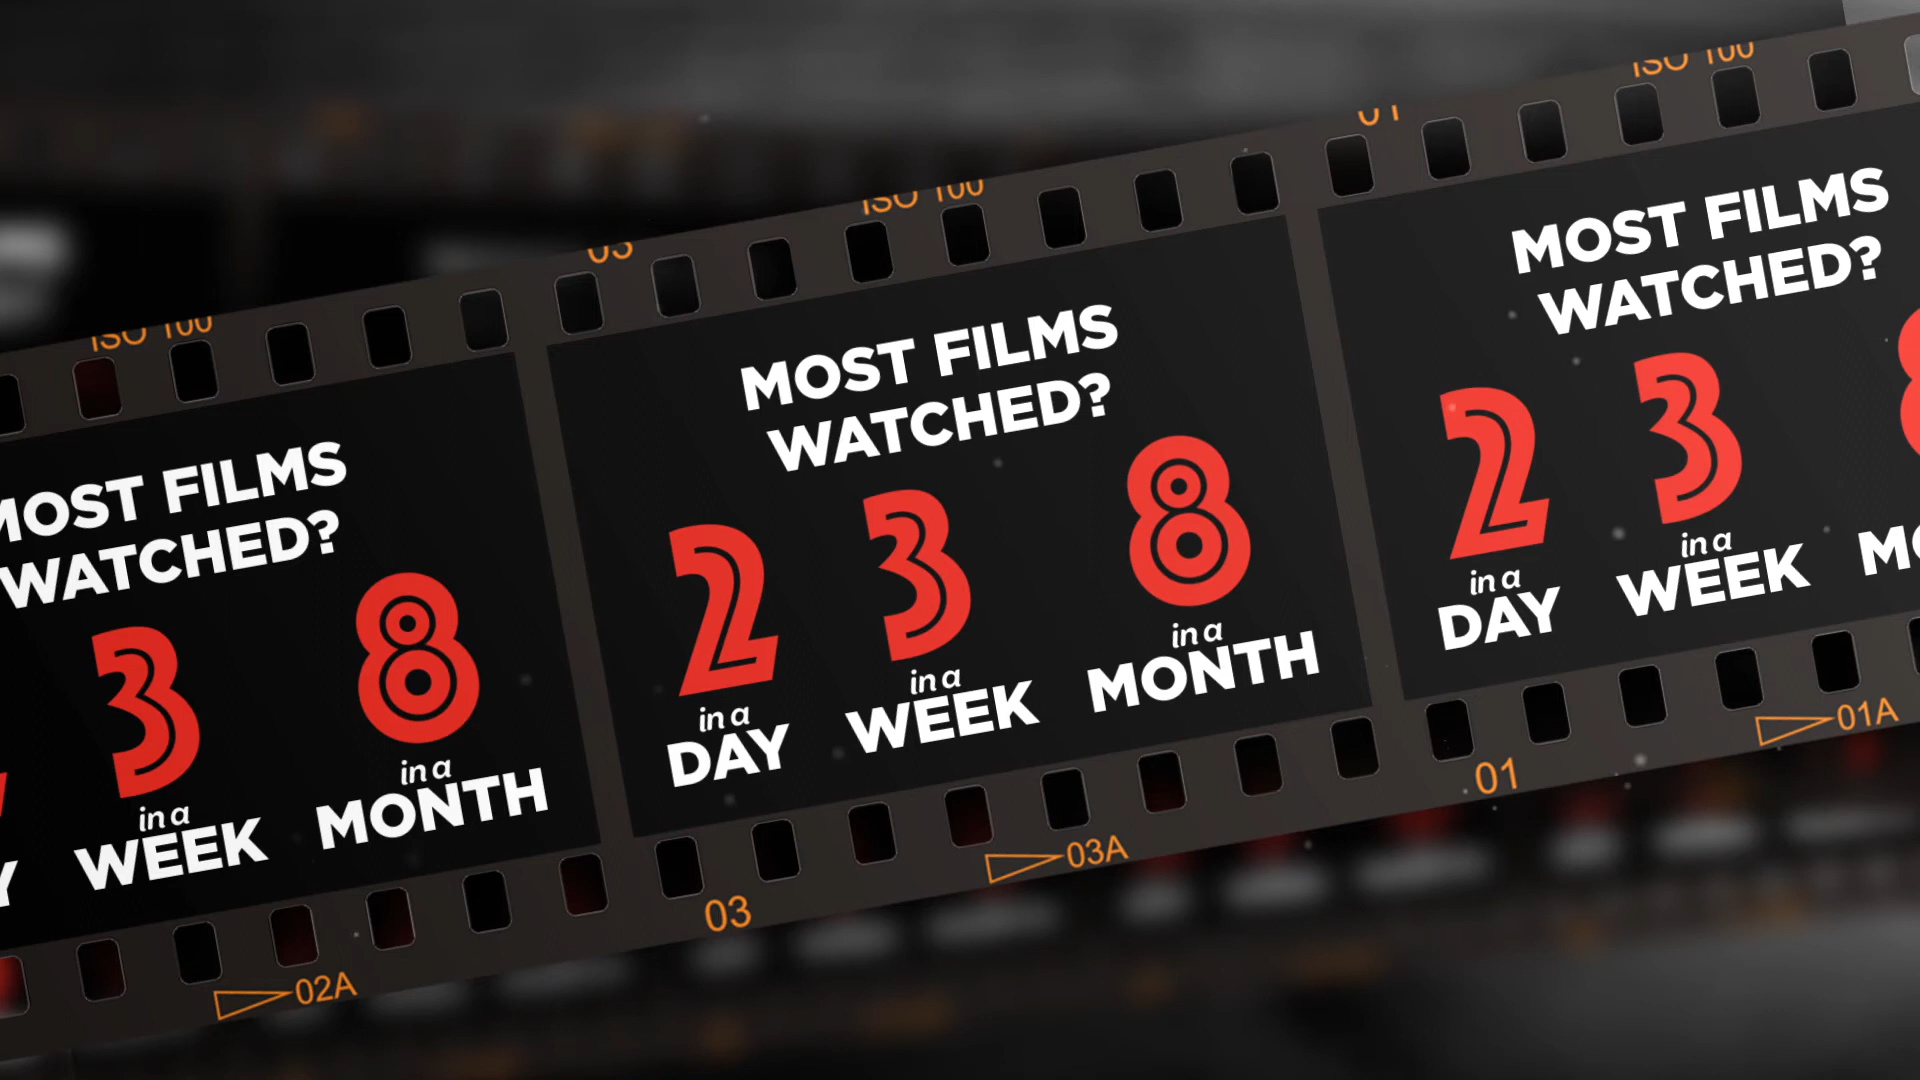 ISO 100
03
ISO 100
01
ISO 100
MOST FILMS
WATCHED?
3
8
in a
WEEK
in a
MONTH
MOST FILMS
WATCHED?
2
3
8
in a
DAY
in a
WEEK
in a
MONTH
MOST FILMS
WATCHED?
2
3
in a
DAY
in a
WEEK
02A
03
03A
01
01A